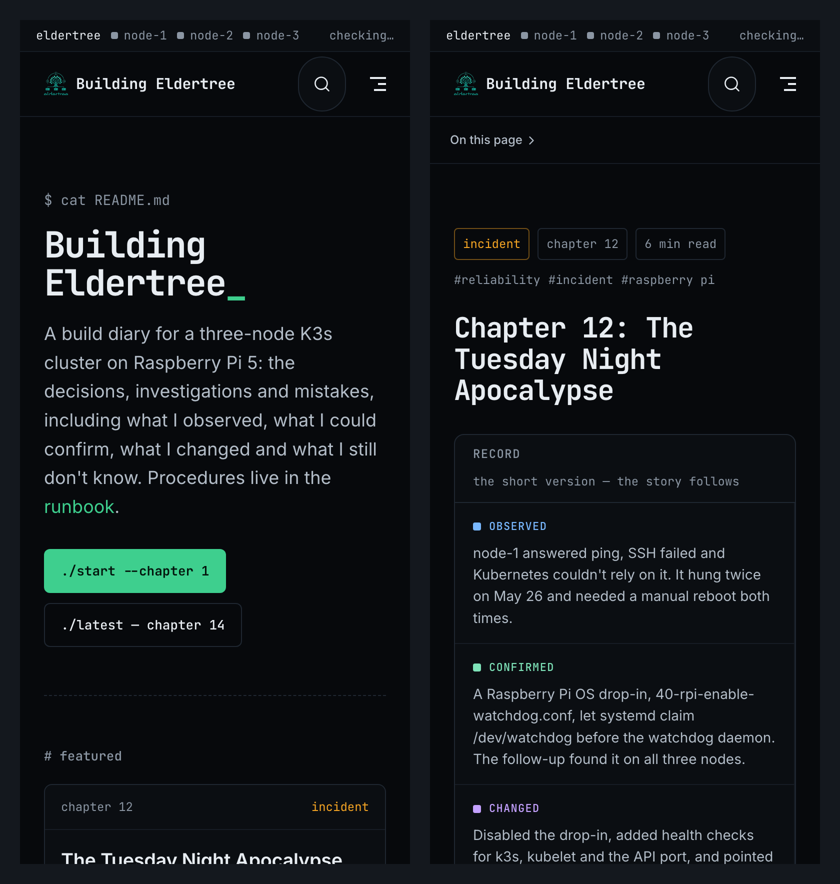 eldertree node-1 node-2 node-3 checking…
Building Eldertree
$ cat README.md
Building
Eldertree_
A build diary for a three-node K3s
cluster on Raspberry Pi 5: the
decisions, investigations and mistakes,
including what I observed, what I could
confirm, what I changed and what I still
don't know. Procedures live in the
runbook.
./start --chapter 1
./latest — chapter 14
# featured
chapter 12 incident
The Tuesday Night Apocalypse
eldertree node-1 node-2 node-3 checking…
Building Eldertree
On this page
incident chapter 12 6 min read
#reliability #incident #raspberry pi
Chapter 12: The
Tuesday Night
Apocalypse
RECORD
the short version — the story follows
OBSERVED
node-1 answered ping, SSH failed and
Kubernetes couldn't rely on it. It hung twice
on May 26 and needed a manual reboot both
times.
CONFIRMED
A Raspberry Pi OS drop-in, 40-rpi-enable-
watchdog.conf, let systemd claim
/dev/watchdog before the watchdog daemon.
The follow-up found it on all three nodes.
CHANGED
Disabled the drop-in, added health checks
for k3s, kubelet and the API port, and pointed